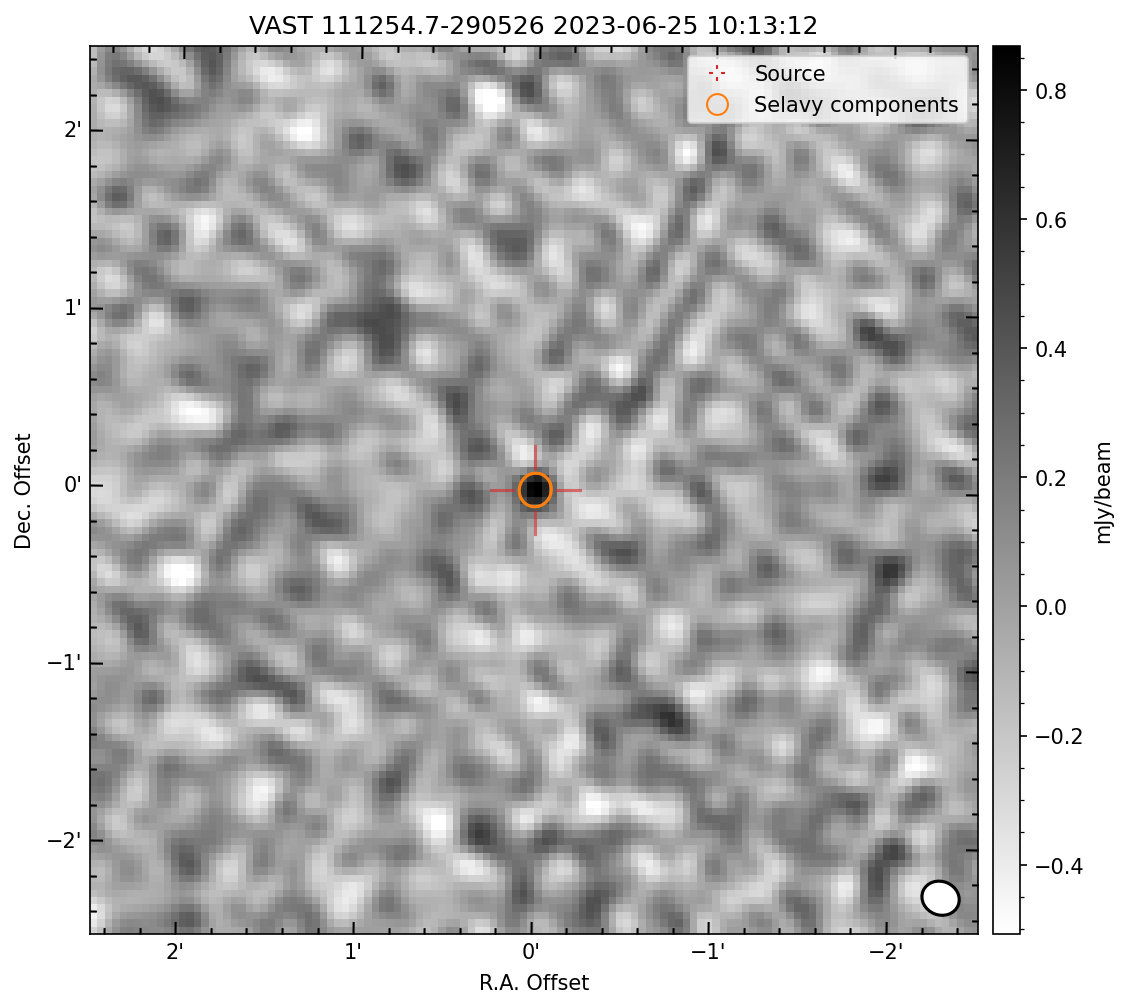 VAST 111254.7-290526 2023-06-25 10:13:12
Source
Selavy components
2'
1'
0'
−1'
−2'
Dec. Offset
2'
1'
0'
−1'
−2'
R.A. Offset
0.8
0.6
0.4
0.2
0.0
−0.2
−0.4
mJy/beam